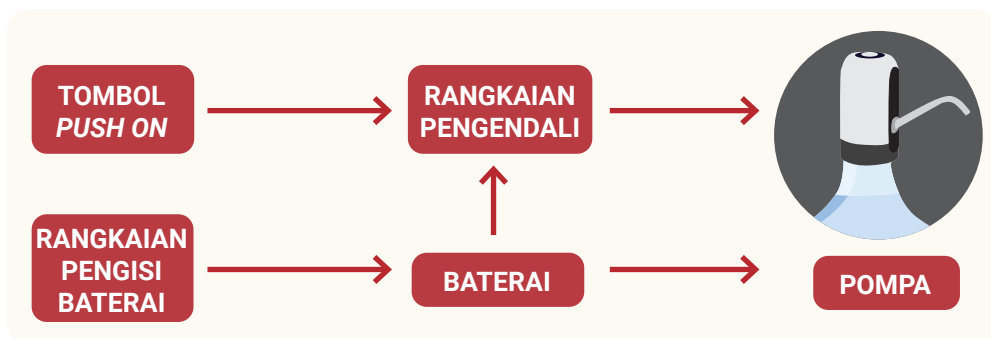 TOMBOL
PUSH ON
RANGKAIAN
PENGENDALI
RANGKAIAN
PENGISI
BATERAI
BATERAI
POMPA